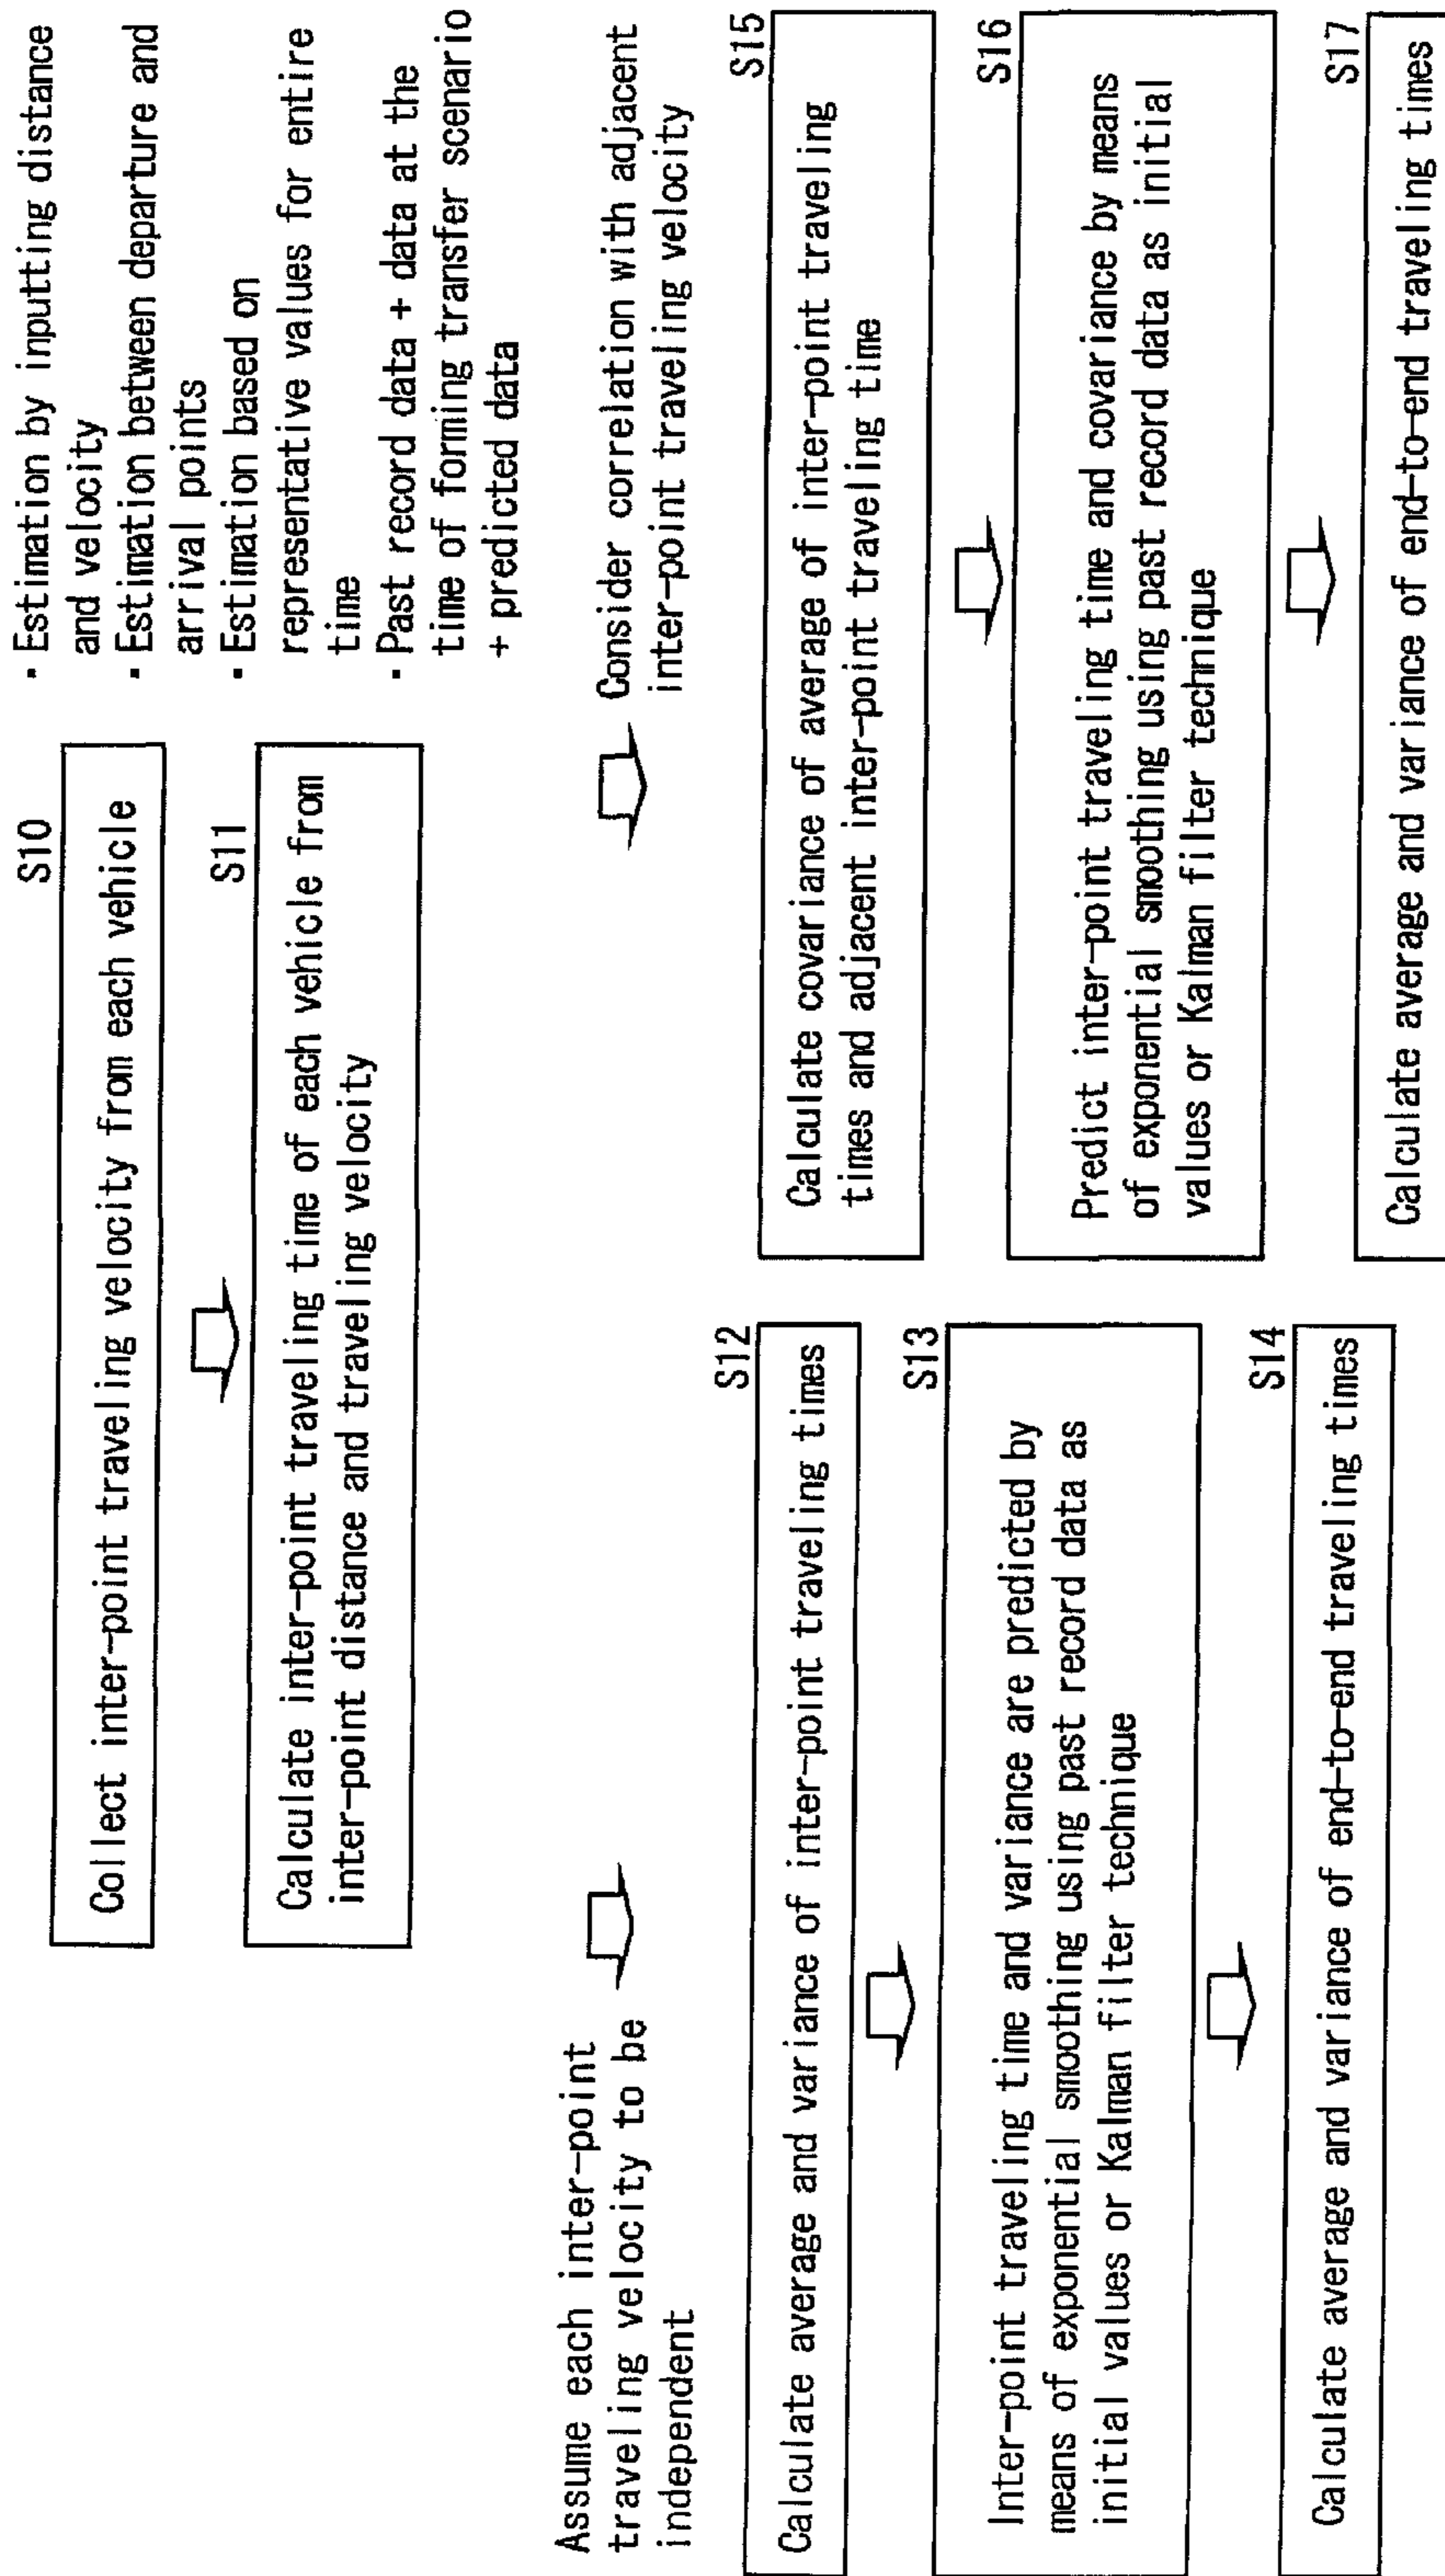 S10
Collect inter-point traveling velocity from each vehicle
S11
Calculate inter-point traveling time of each vehicle from
inter-point distance and traveling velocity
▪ Estimation by inputting distance
and velocity
▪ Estimation between departure and
arrival points
▪ Estimation based on
representative values for entire
time
▪ Past record data + data at the
time of forming transfer scenario
+ predicted data
Assume each inter-point
traveling velocity to be
independent
S12
Calculate average and variance of inter-point traveling times
S13
Inter-point traveling time and variance are predicted by
means of exponential smoothing using past record data as
initial values or Kalman filter technique
S14
Calculate average and variance of end-to-end traveling times
Consider correlation with adjacent
inter-point traveling velocity
S15
Calculate covariance of average of inter-point traveling
times and adjacent inter-point traveling time
S16
Predict inter-point traveling time and covariance by means
of exponential smoothing using past record data as initial
values or Kalman filter technique
S17
Calculate average and variance of end-to-end traveling times